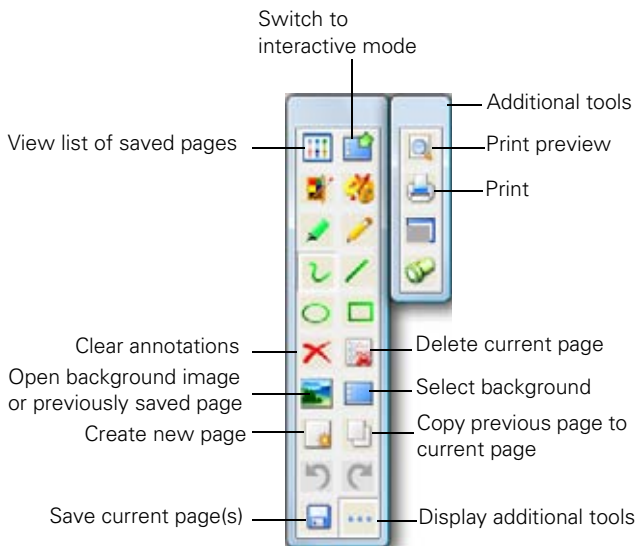 Switch to
interactive mode
Additional tools
View list of saved pages
Print preview
Print
Clear annotations
Delete current page
Open background image
or previously saved page
Select background
Create new page
Copy previous page to
current page
Save current page(s)
Display additional tools